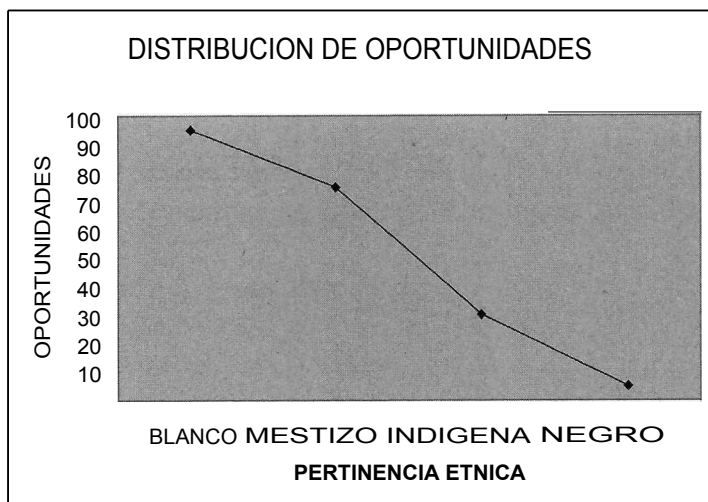 DISTRIBUCION DE OPORTUNIDADES
OPORTUNIDADES
100
90
80
70
60
50
40
30
20
10
BLANCO MESTIZO INDIGENA NEGRO
PERTINENCIA ETNICA